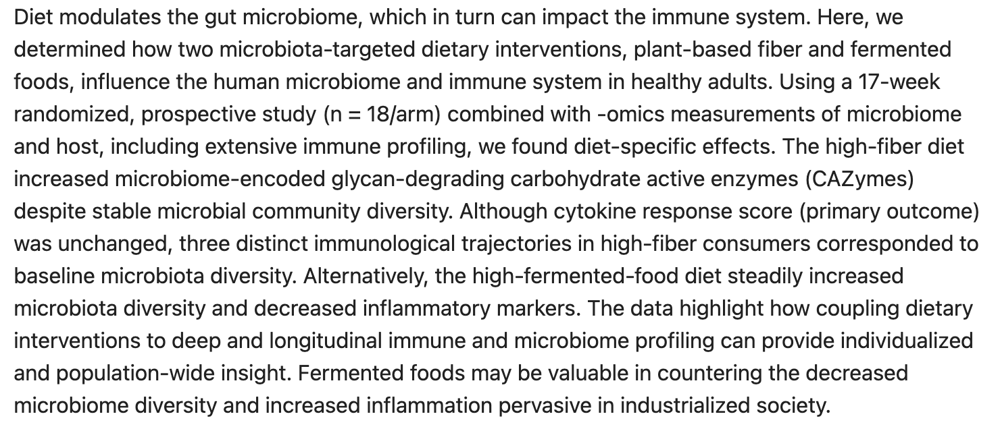 Diet modulates the gut microbiome, which in turn can impact the immune system. Here, we
determined how two microbiota-targeted dietary interventions, plant-based fiber and fermented
foods, influence the human microbiome and immune system in healthy adults. Using a 17-week
randomized, prospective study (n = 18/arm) combined with -omics measurements of microbiome
and host, including extensive immune profiling, we found diet-specific effects. The high-fiber diet
increased microbiome-encoded glycan-degrading carbohydrate active enzymes (CAZymes)
despite stable microbial community diversity. Although cytokine response score (primary outcome)
was unchanged, three distinct immunological trajectories in high-fiber consumers corresponded to
baseline microbiota diversity. Alternatively, the high-fermented-food diet steadily increased
microbiota diversity and decreased inflammatory markers. The data highlight how coupling dietary
interventions to deep and longitudinal immune and microbiome profiling can provide individualized
and population-wide insight. Fermented foods may be valuable in countering the decreased
microbiome diversity and increased inflammation pervasive in industrialized society.